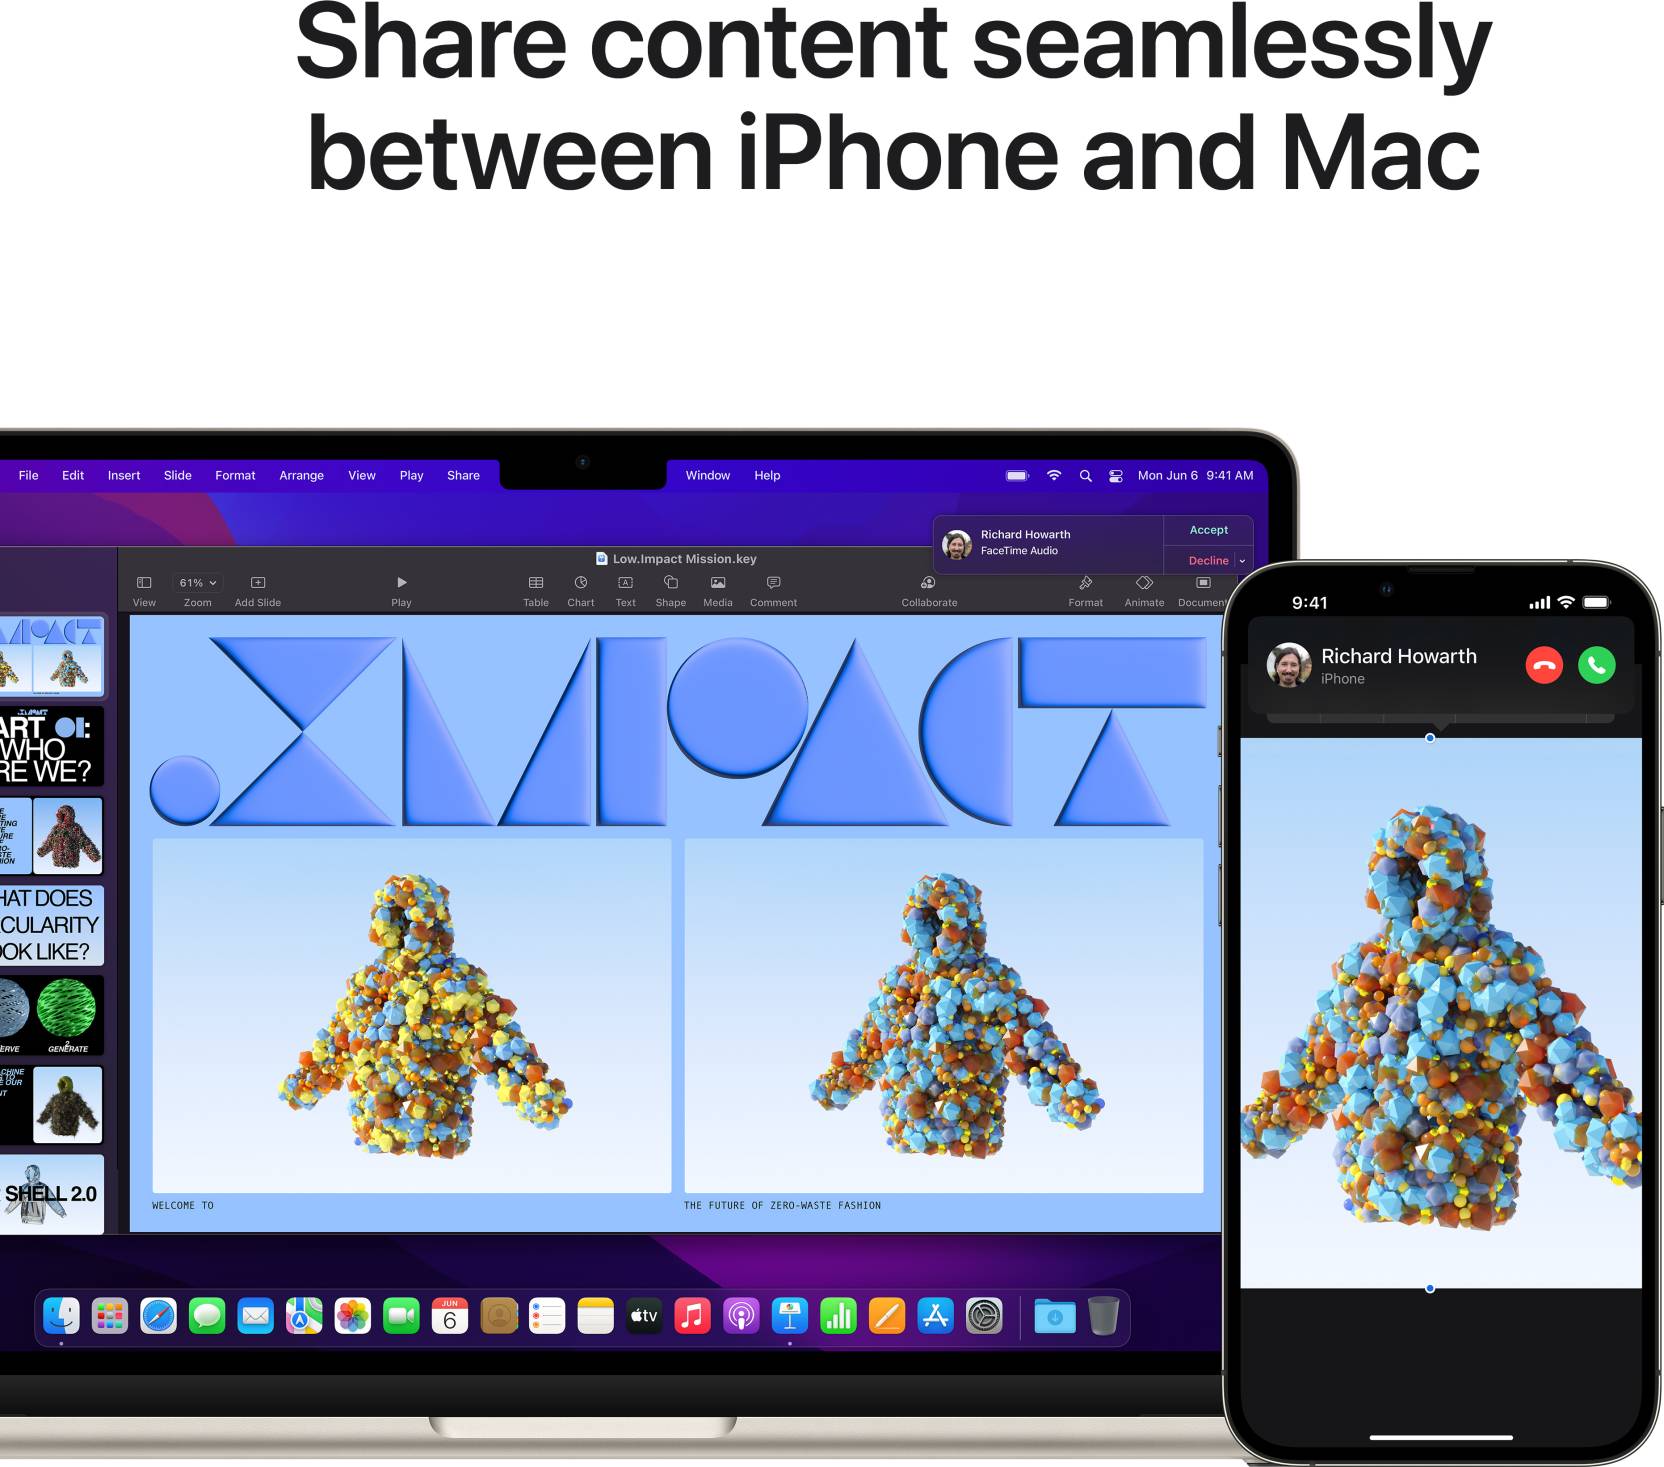 Share content seamlessly
between iPhone and Mac
File Edit Insert Slide Format Arrange View Play Share Window Help Mon Jun 6 9:41 AM
Richard Howarth
FaceTime Audio
Accept
Decline
Low.Impact Mission.key
61%
View Zoom Add Slide Play Table Chart Text Shape Media Comment Collaborate Format Animate Document
.IMPACT
WELCOME TO
THE FUTURE OF ZERO-WASTE FASHION
ART 01:
WHO
RE WE?
HAT DOES
CULARITY
OOK LIKE?
ERVE
2
GENERATE
SHELL 2.0
JUN
6
tv
9:41
Richard Howarth
iPhone